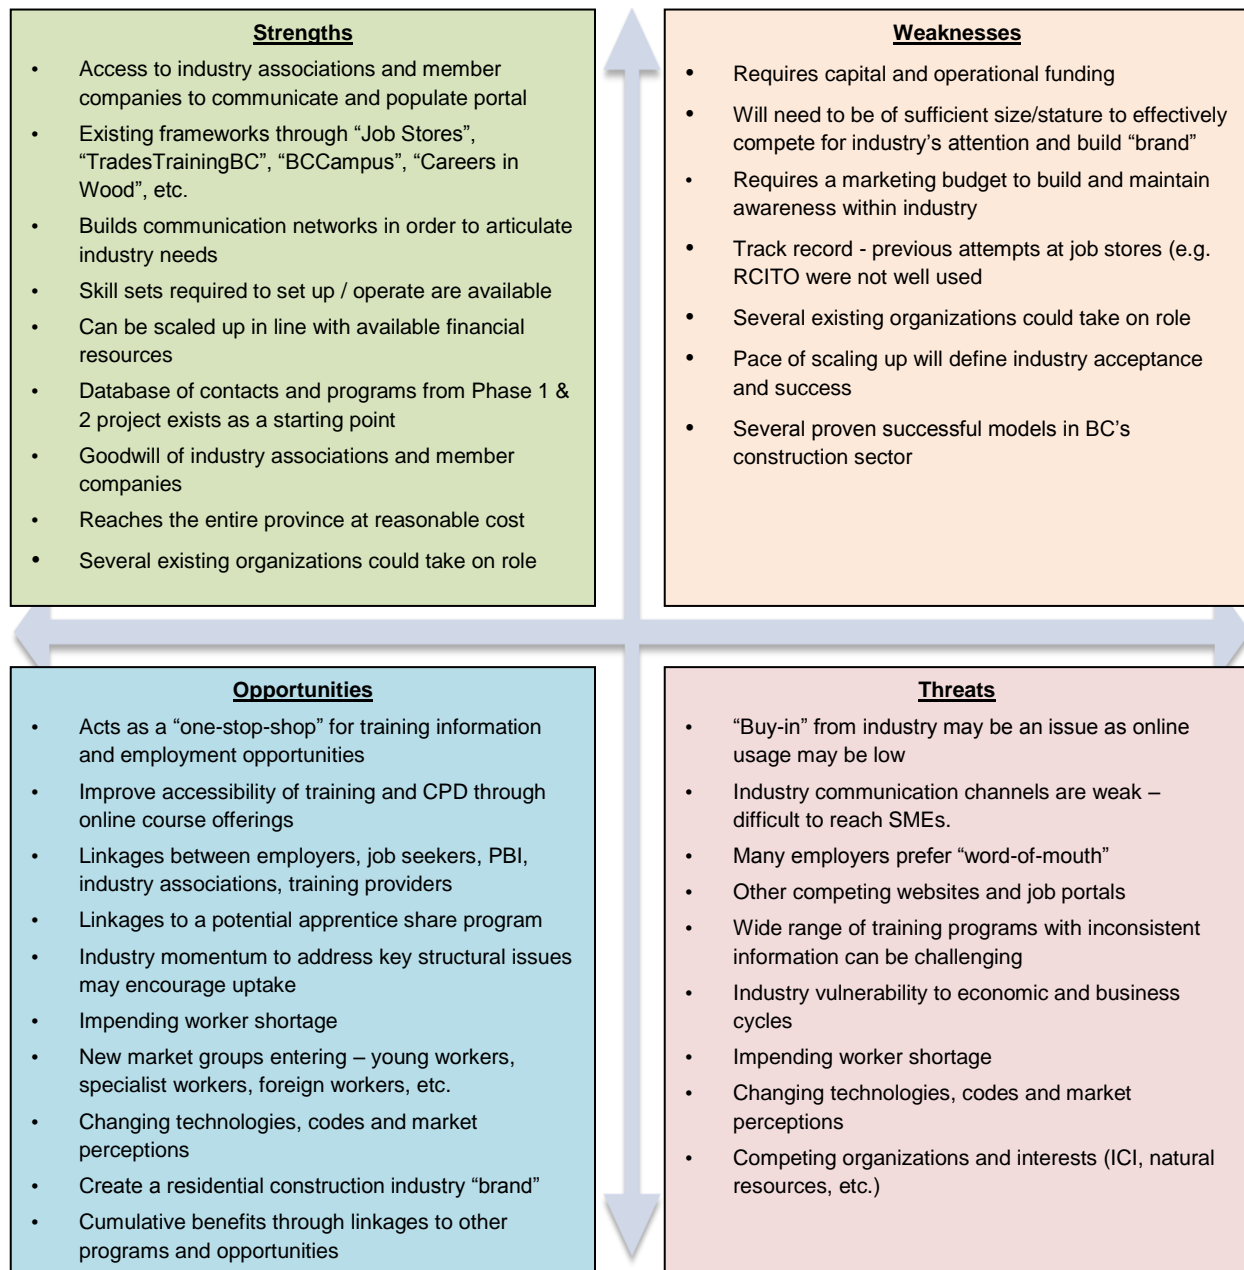 Strengths
• Access to industry associations and member
companies to communicate and populate portal
• Existing frameworks through “Job Stores”,
“TradesTrainingBC”, “BCCampus”, “Careers in
Wood”, etc.
• Builds communication networks in order to articulate
industry needs
• Skill sets required to set up / operate are available
• Can be scaled up in line with available financial
resources
• Database of contacts and programs from Phase 1 &
2 project exists as a starting point
• Goodwill of industry associations and member
companies
• Reaches the entire province at reasonable cost
• Several existing organizations could take on role
Weaknesses
• Requires capital and operational funding
• Will need to be of sufficient size/stature to effectively
compete for industry’s attention and build “brand”
• Requires a marketing budget to build and maintain
awareness within industry
• Track record - previous attempts at job stores (e.g.
RCITO were not well used
• Several existing organizations could take on role
• Pace of scaling up will define industry acceptance
and success
• Several proven successful models in BC’s
construction sector
Opportunities
• Acts as a “one-stop-shop” for training information
and employment opportunities
• Improve accessibility of training and CPD through
online course offerings
• Linkages between employers, job seekers, PBI,
industry associations, training providers
• Linkages to a potential apprentice share program
• Industry momentum to address key structural issues
may encourage uptake
• Impending worker shortage
• New market groups entering – young workers,
specialist workers, foreign workers, etc.
• Changing technologies, codes and market
perceptions
• Create a residential construction industry “brand”
• Cumulative benefits through linkages to other
programs and opportunities
Threats
• “Buy-in” from industry may be an issue as online
usage may be low
• Industry communication channels are weak –
difficult to reach SMEs.
• Many employers prefer “word-of-mouth”
• Other competing websites and job portals
• Wide range of training programs with inconsistent
information can be challenging
• Industry vulnerability to economic and business
cycles
• Impending worker shortage
• Changing technologies, codes and market
perceptions
• Competing organizations and interests (ICI, natural
resources, etc.)